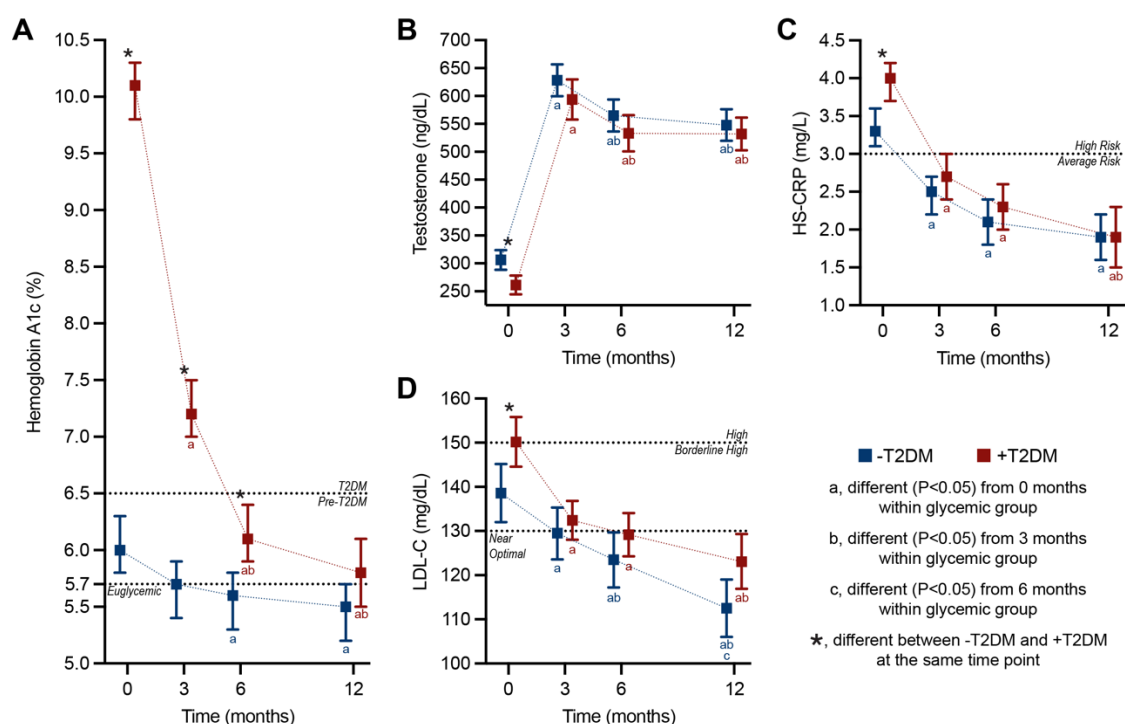 A
10.5
10.0
9.5
9.0
8.5
8.0
7.5
7.0
6.5
6.0
5.7
5.5
5.0
Hemoglobin A1c (%)
*
*
a
T2DM
Pre-T2DM
*
ab
ab
Euglycemic
a
a
0
3
6
12
Time (months)
B
700
650
600
550
500
450
400
350
300
250
Testosterone (ng/dL)
*
a
a
ab
ab
ab
ab
0
3
6
12
Time (months)
C
4.5
4.0
3.5
3.0
2.5
2.0
1.5
1.0
HS-CRP (mg/L)
*
High Risk
Average Risk
a
a
a
a
a
ab
0
3
6
12
Time (months)
D
160
150
140
130
120
110
100
LDL-C (mg/dL)
*
High
Borderline High
Near
Optimal
a
a
a
ab
ab
ab
c
0
3
6
12
Time (months)
-T2DM
+T2DM
a, different (P<0.05) from 0 months
within glycemic group
b, different (P<0.05) from 3 months
within glycemic group
c, different (P<0.05) from 6 months
within glycemic group
*, different between -T2DM and +T2DM
at the same time point